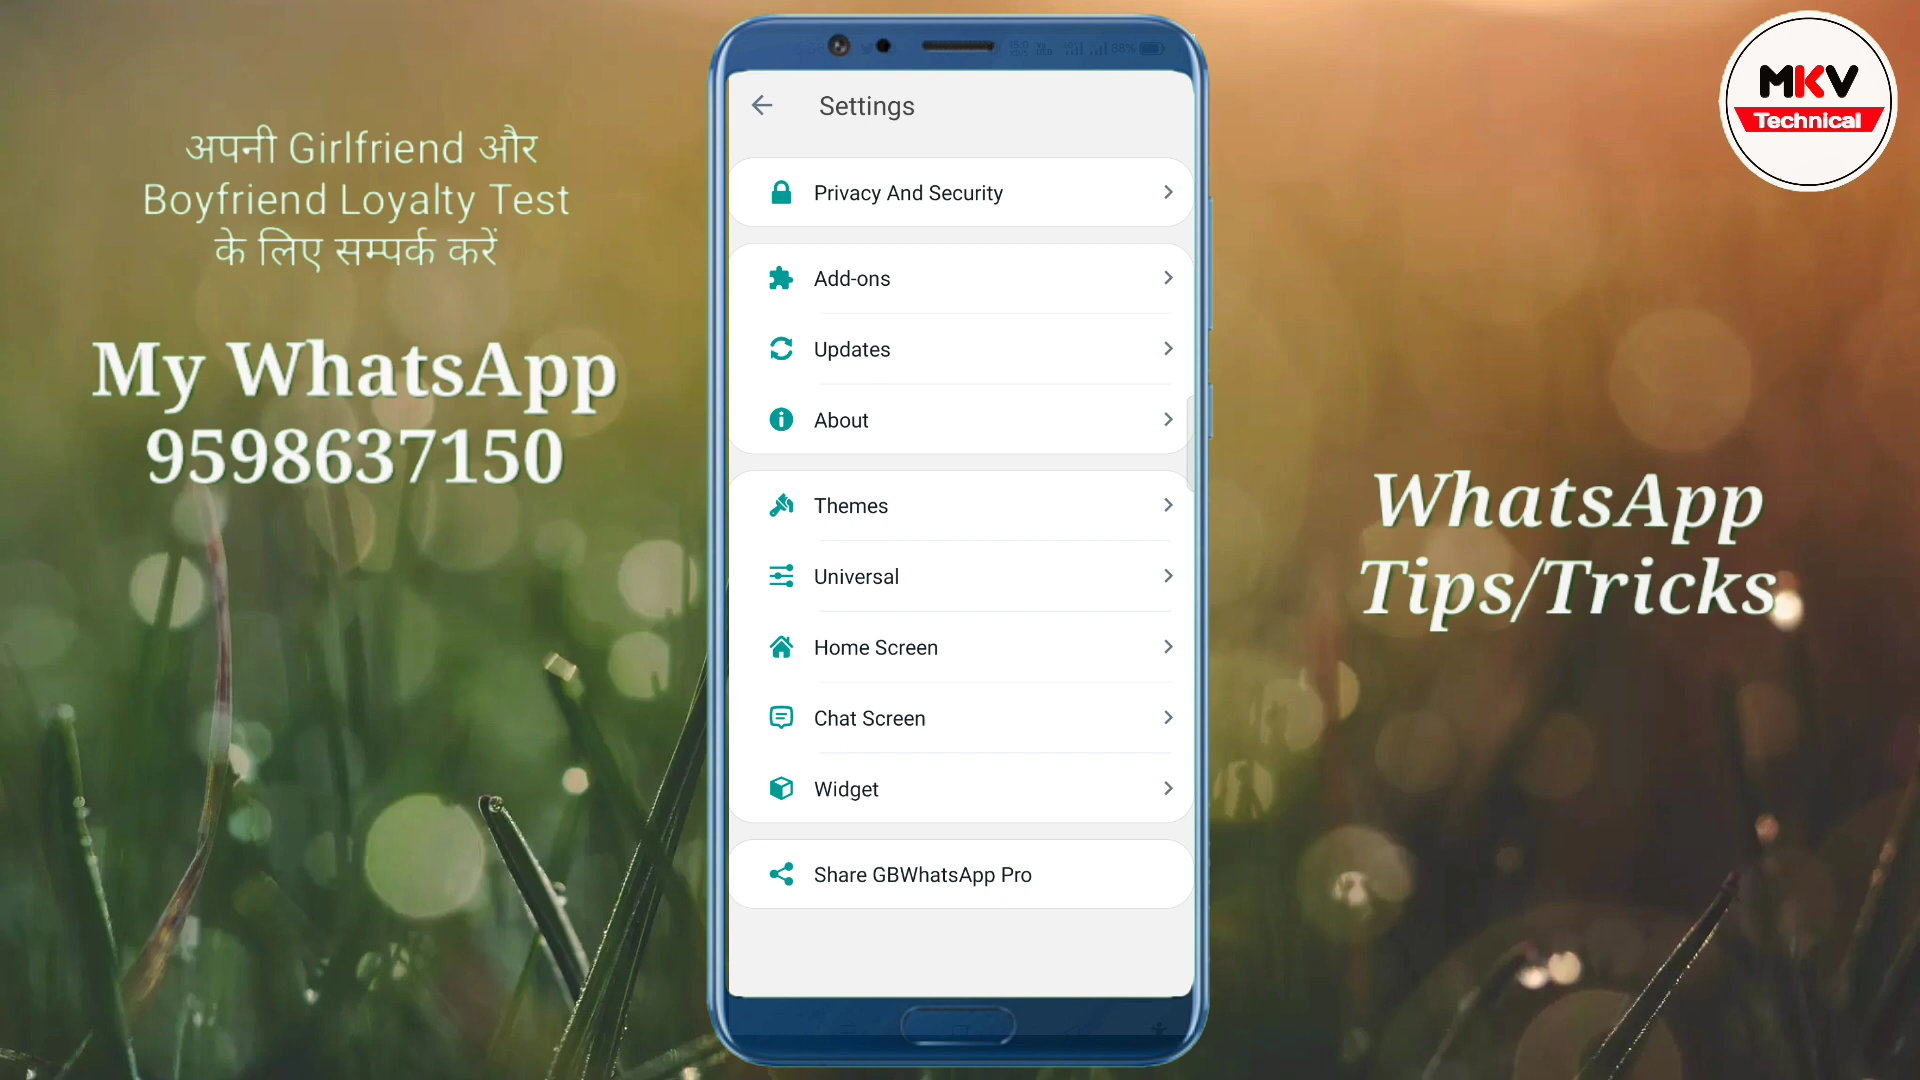 अपनी Girlfriend और
Boyfriend Loyalty Test
के लिए सम्पर्क करें
My WhatsApp
9598637150
Settings
Privacy And Security
Add-ons
Updates
About
Themes
Universal
Home Screen
Chat Screen
Widget
Share GBWhatsApp Pro
MKV
Technical
WhatsApp
Tips/Tricks